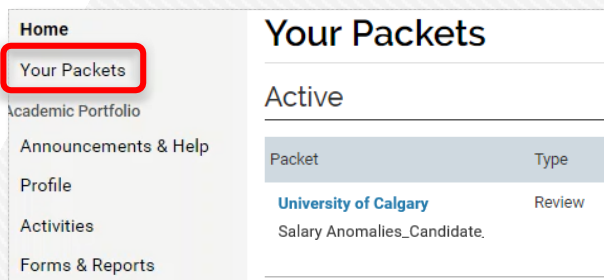 Home
Your Packets
Academic Portfolio
Announcements & Help
Profile
Activities
Forms & Reports
Your Packets
Active
Packet Type
University of Calgary Review
Salary Anomalies_Candidate_